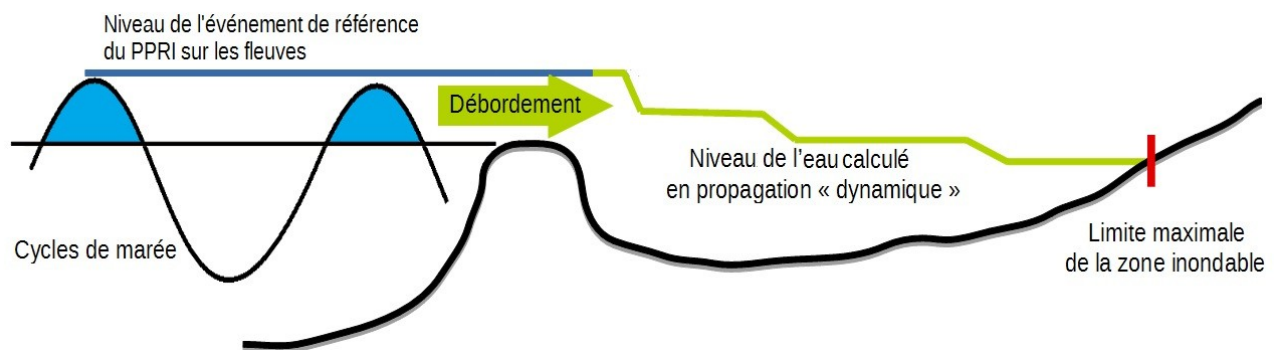 Niveau de l'événement de référence
du PPRI sur les fleuves
Débordement
Niveau de l'eau calculé
en propagation « dynamique »
Cycles de marée
Limite maximale
de la zone inondable